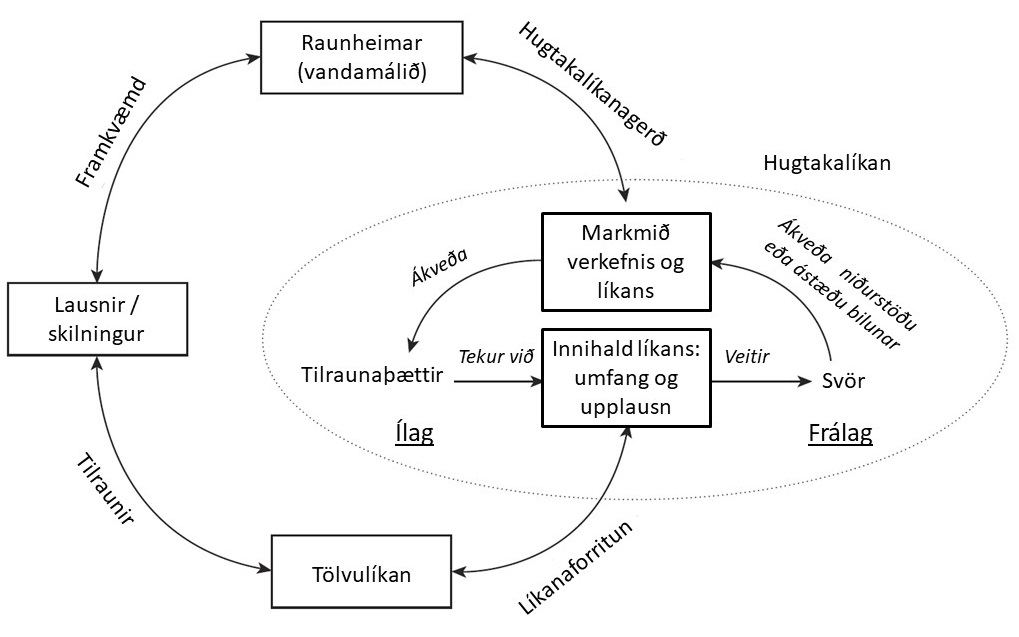 Raunheimar
(vandamálið)
Hugtakalíkanagerð
Framkvæmd
Hugtakalíkan
Markmið
verkefnis og
líkans
Ákveða
Ákveða niðurstöðu
eða ástæðu bilunar
Lausnir /
skilningur
Tilraunaþættir
Tekur við
Innihald líkans:
umfang og
upplausn
Veitir
Svör
Ílag
Frálag
Tilraunir
Tölvulíkan
Líkanaforritun